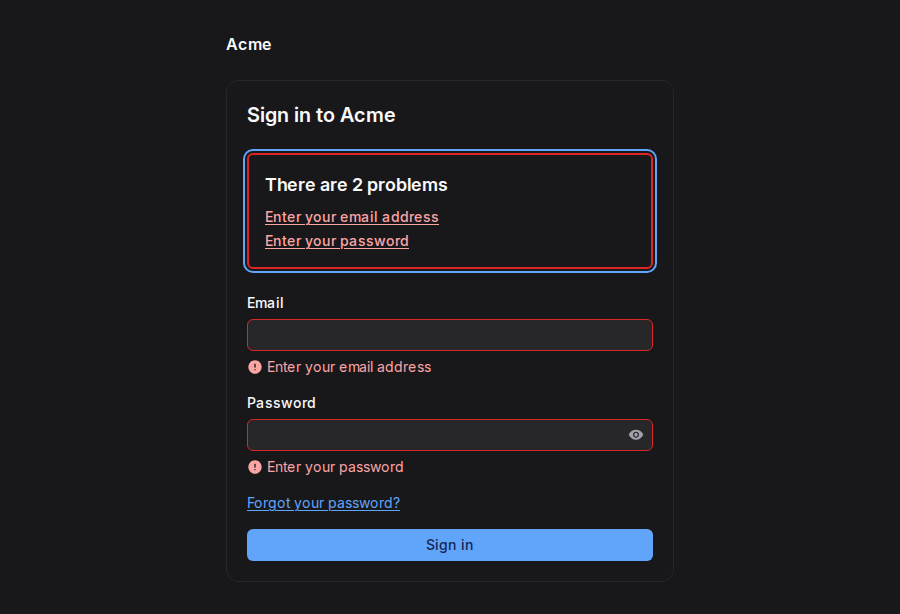 Acme
Sign in to Acme
There are 2 problems
Enter your email address
Enter your password
Email
Enter your email address
Password
Enter your password
Forgot your password?
Sign in